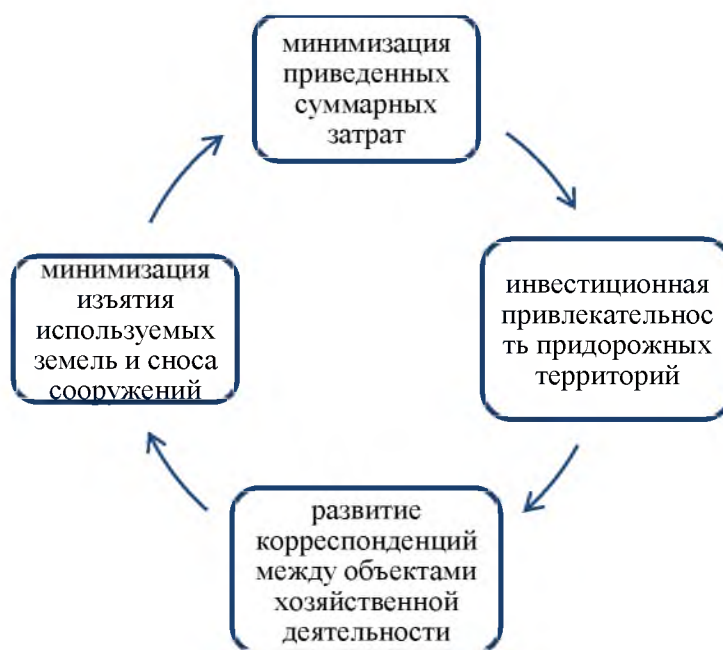 минимизация
приведенных
суммарных
затрат
инвестиционная
привлекательнос
ть придорожных
территорий
развитие
корреспонденций
между объектами
хозяйственной
деятельности
минимизация
изъятия
используемых
земель и сноса
сооружений